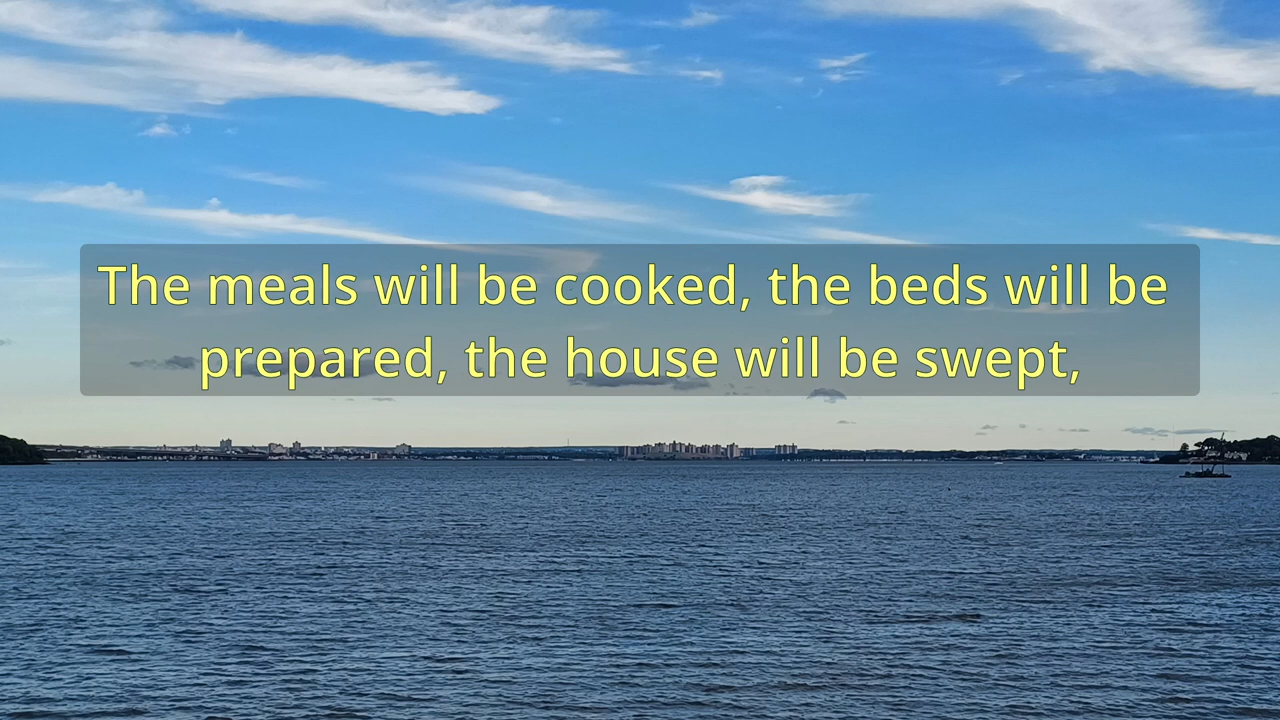 The meals will be cooked, the beds will be
prepared, the house will be swept,